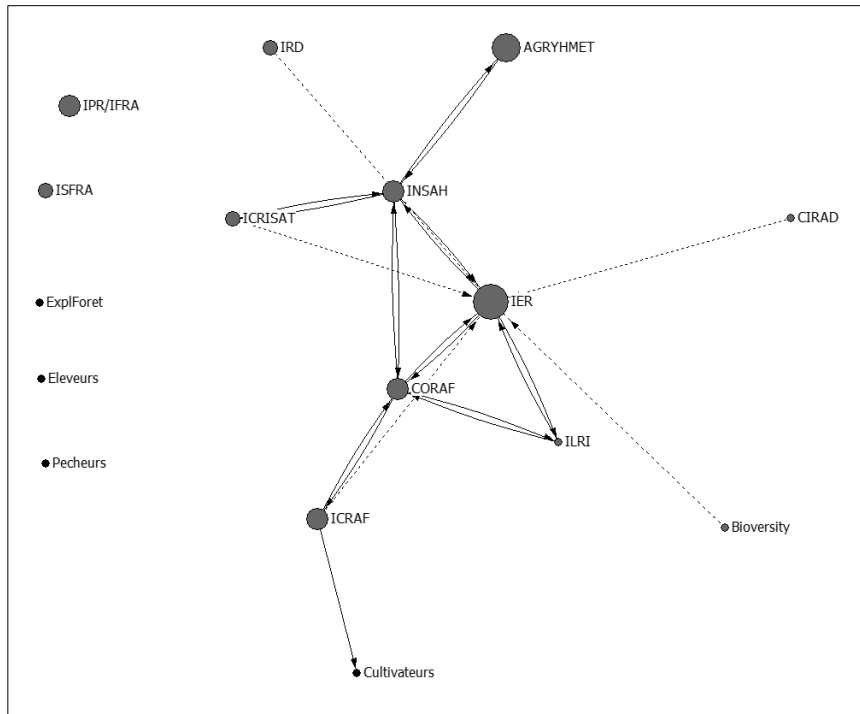 IRD
AGRYHMET
IPR/IFRA
ISFRA
INSAH
ICRISAT
CIRAD
ExplForet
IER
Eleveurs
CORAF
ILRI
Pecheurs
ICRAF
Bioversity
Cultivateurs